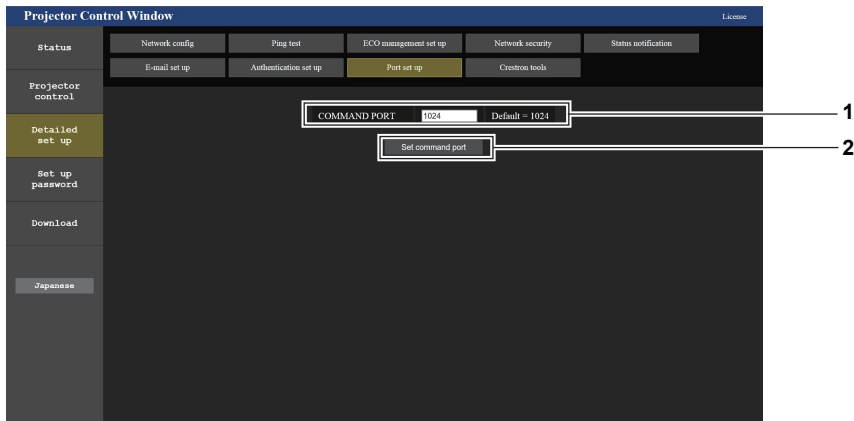 Projector Control Window
License
Status
Network config
Ping test
ECO management set up
Network security
Status notification
E-mail set up
Authentication set up
Port set up
Crestron tools
Projector
control
Detailed
set up
Set up
password
Download
Japanese
COMMAND PORT 1024 Default = 1024
1
Set command port
2